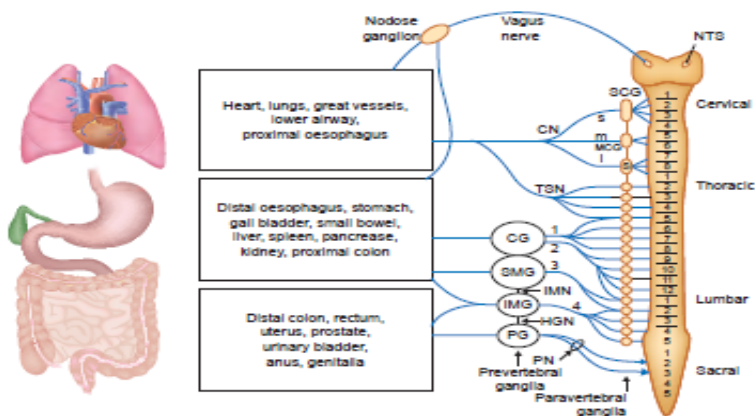 Nodose
ganglion
Vagus
nerve
NTS
SCG
Heart, lungs, great vessels,
lower airway,
proximal oesophagus
CN
s
m
MCG
l
1
2
3
4
5
6
7
8
Cervical
TSN
1
2
3
4
5
6
7
8
9
10
11
12
Thoracic
Distal oesophagus, stomach,
gall bladder, small bowel,
liver, spleen, pancrease,
kidney, proximal colon
CG
1
2
SMG
3
IMN
IMG
4
HGN
PG
1
2
3
4
5
Lumbar
Distal colon, rectum,
uterus, prostate,
urinary bladder,
anus, genitalia
PN
Prevertebral
ganglia
Paravertebral
ganglia
1
2
3
4
5
Sacral